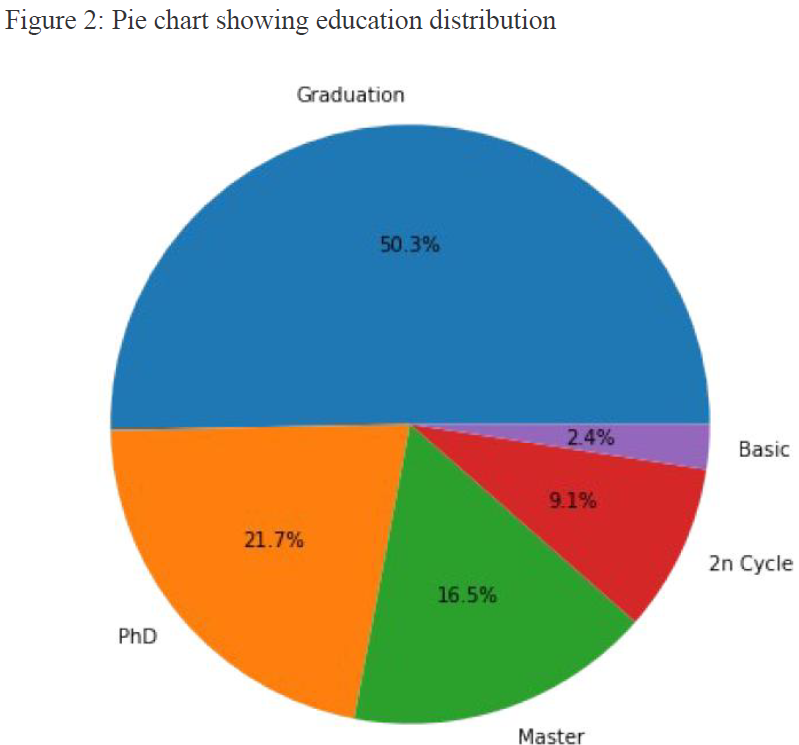 Figure 2: Pie chart showing education distribution
Graduation
50.3%
2.4%
Basic
9.1%
21.7%
2n Cycle
16.5%
PhD
Master